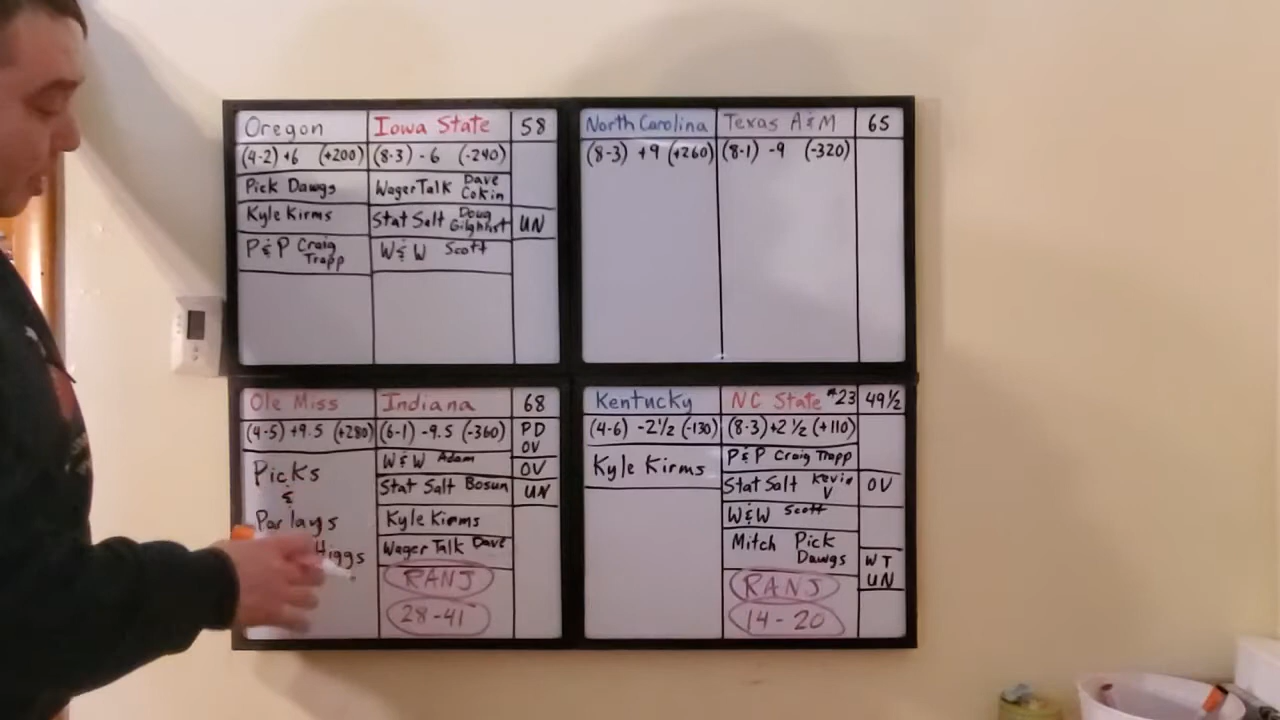 Oregon Iowa State 58
(4-2) +6 (+200) (8-3) -6 (-240)
Pick Dawgs WagerTalk Dave Cokin
Kyle Kirms Stat Salt Doug UN
P & P Craig Trapp W & W Scott
North Carolina Texas A&M 65
(8-3) +9 (+260) (8-1) -9 (-320)
Ole Miss Indiana 68
(4-5) +9.5 (+280) (6-1) -9.5 (-360) PD OV
Picks & Parlays Higgs
W & W Adam OV
Stat Salt Bosun UN
Kyle Kirms
Wager Talk Dave
RANJ
28-41
Kentucky NC State #23 49½
(4-6) -2½ (-130) (8-3) +2½ (+110)
Kyle Kirms P & P Craig Trapp
Stat Salt Kevin V OV
W & W Scott
Mitch Pick Dawgs WT UN
RANJ
14-20